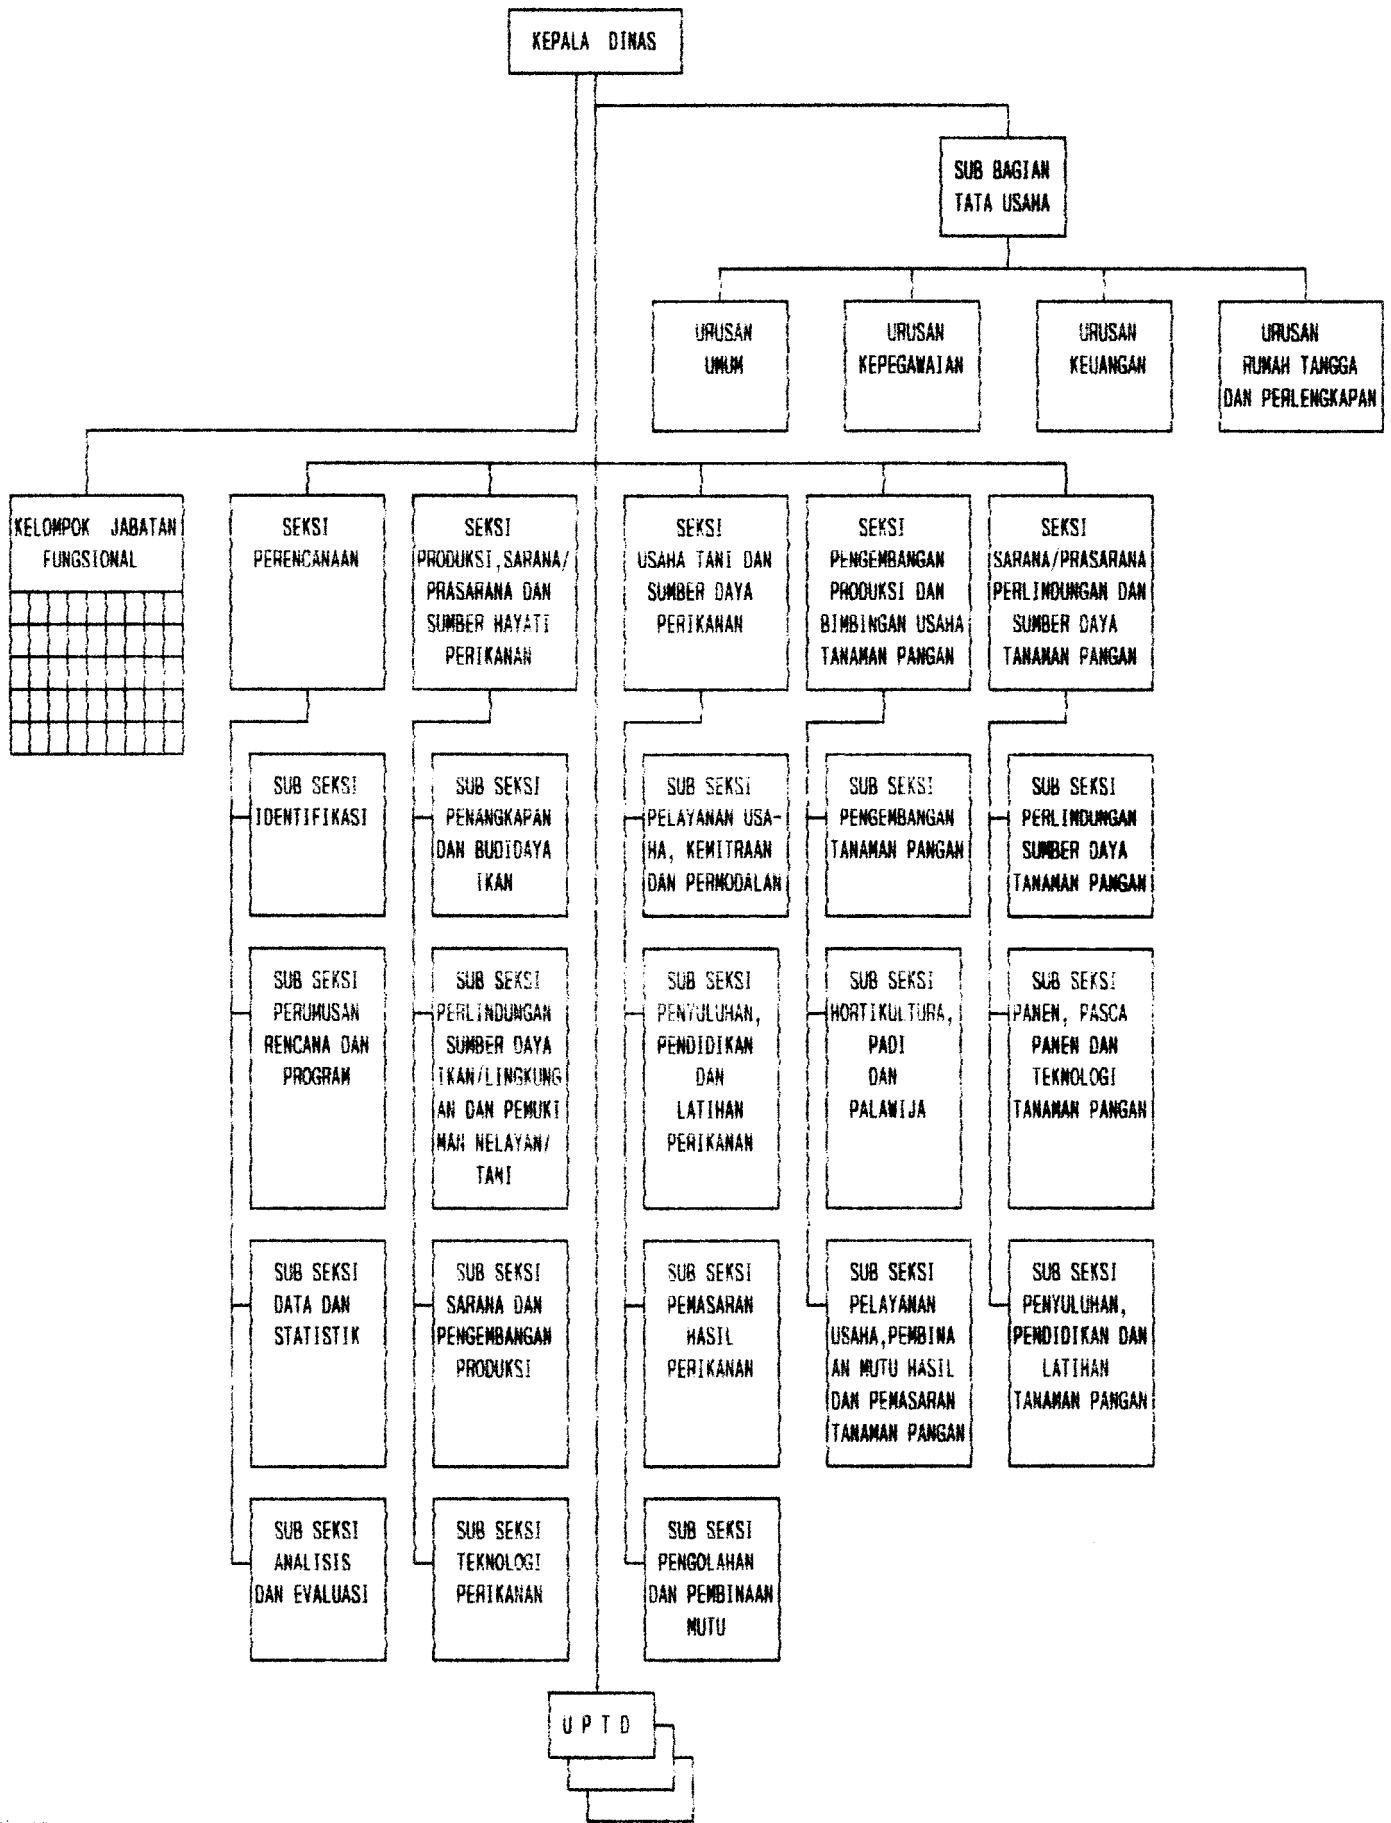 KEPALA DINAS
SUB BAGIAN
TATA USAHA
URUSAN
UMUM
URUSAN
KEPEGAWAIAN
URUSAN
KEUANGAN
URUSAN
RUMAH TANGGA
DAN PERLENGKAPAN
KELOMPOK JABATAN
FUNGSIONAL
SEKSI
PERENCANAAN
SEKSI
PRODUKSI,SARANA/
PRASARANA DAN
SUMBER HAYATI
PERIKANAN
SEKSI
USAHA TANI DAN
SUMBER DAYA
PERIKANAN
SEKSI
PENGEMBANGAN
PRODUKSI DAN
BIMBINGAN USAHA
TANAMAN PANGAN
SEKSI
SARANA/PRASARANA
PERLINDUNGAN DAN
SUMBER DAYA
TANAMAN PANGAN
SUB SEKSI
IDENTIFIKASI
SUB SEKSI
PENANGKAPAN
DAN BUDIDAYA
IKAN
SUB SEKSI
PELAYANAN USA-
HA, KEMITRAAN
DAN PERMODALAN
SUB SEKSI
PENGEMBANGAN
TANAMAN PANGAN
SUB SEKSI
PERLINDUNGAN
SUMBER DAYA
TANAMAN PANGAN
SUB SEKSI
PERUMUSAN
RENCANA DAN
PROGRAM
SUB SEKSI
PERLINDUNGAN
SUMBER DAYA
IKAN/LINGKUNG
AN DAN PEMUKI
MAN NELAYAN/
TANI
SUB SEKSI
PENYULUHAN,
PENDIDIKAN
DAN
LATIHAN
PERIKANAN
SUB SEKSI
HORTIKULTURA,
PADI
DAN
PALAWIJA
SUB SEKSI
PANEN, PASCA
PANEN DAN
TEKNOLOGI
TANAMAN PANGAN
SUB SEKSI
DATA DAN
STATISTIK
SUB SEKSI
SARANA DAN
PENGEMBANGAN
PRODUKSI
SUB SEKSI
PEMASARAN
HASIL
PERIKANAN
SUB SEKSI
PELAYANAN
USAHA,PEMBINA
AN MUTU HASIL
DAN PEMASARAN
TANAMAN PANGAN
SUB SEKSI
PENYULUHAN,
PENDIDIKAN DAN
LATIHAN
TANAMAN PANGAN
SUB SEKSI
ANALISIS
DAN EVALUASI
SUB SEKSI
TEKNOLOGI
PERIKANAN
SUB SEKSI
PENGOLAHAN
DAN PEMBINAAN
MUTU
U P T D